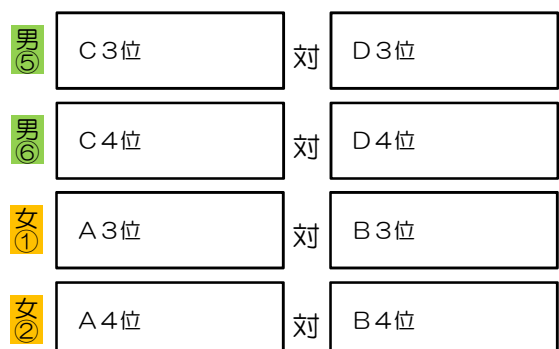 男⑤ C3位 対 D3位
男⑥ C4位 対 D4位
女① A3位 対 B3位
女② A4位 対 B4位